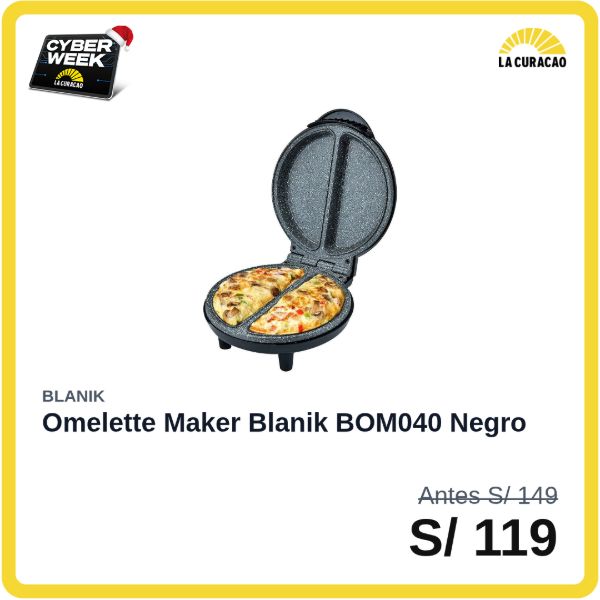 CYBER
WEEK
LA CURACAO
LA CURACAO
BLANIK
Omelette Maker Blanik BOM040 Negro
Antes S/ 149
S/ 119